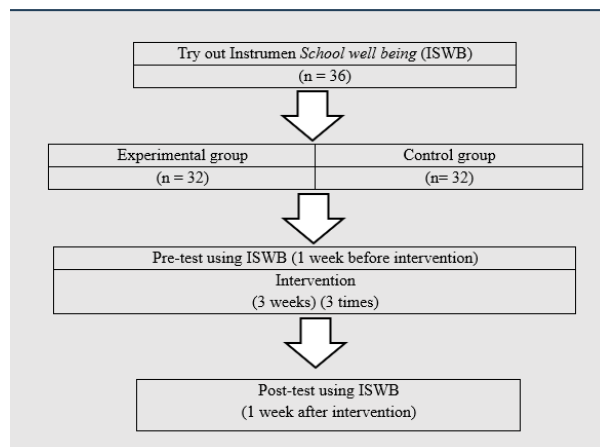 Try out Instrumen School well being (ISWB)
(n = 36)
Experimental group
Control group
(n = 32)
(n= 32)
Pre-test using ISWB (1 week before intervention)
Intervention
(3 weeks) (3 times)
Post-test using ISWB
(1 week after intervention)